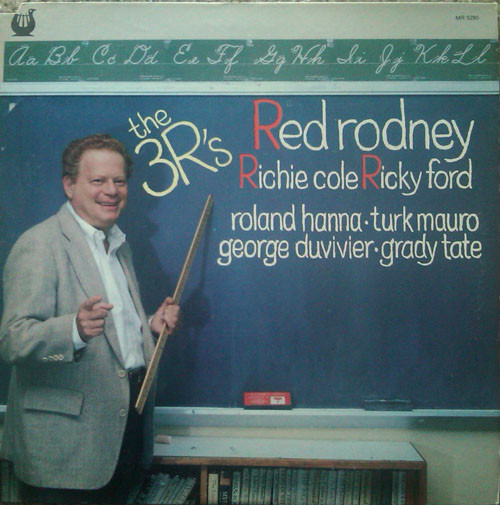 MR 5290
Aa Bb Cc Dd Ee Ff Gg Hh Ii Jj Kk Ll
the
3R's
Red rodney
Richie cole Ricky ford
roland hanna · turk mauro
george duvivier · grady tate